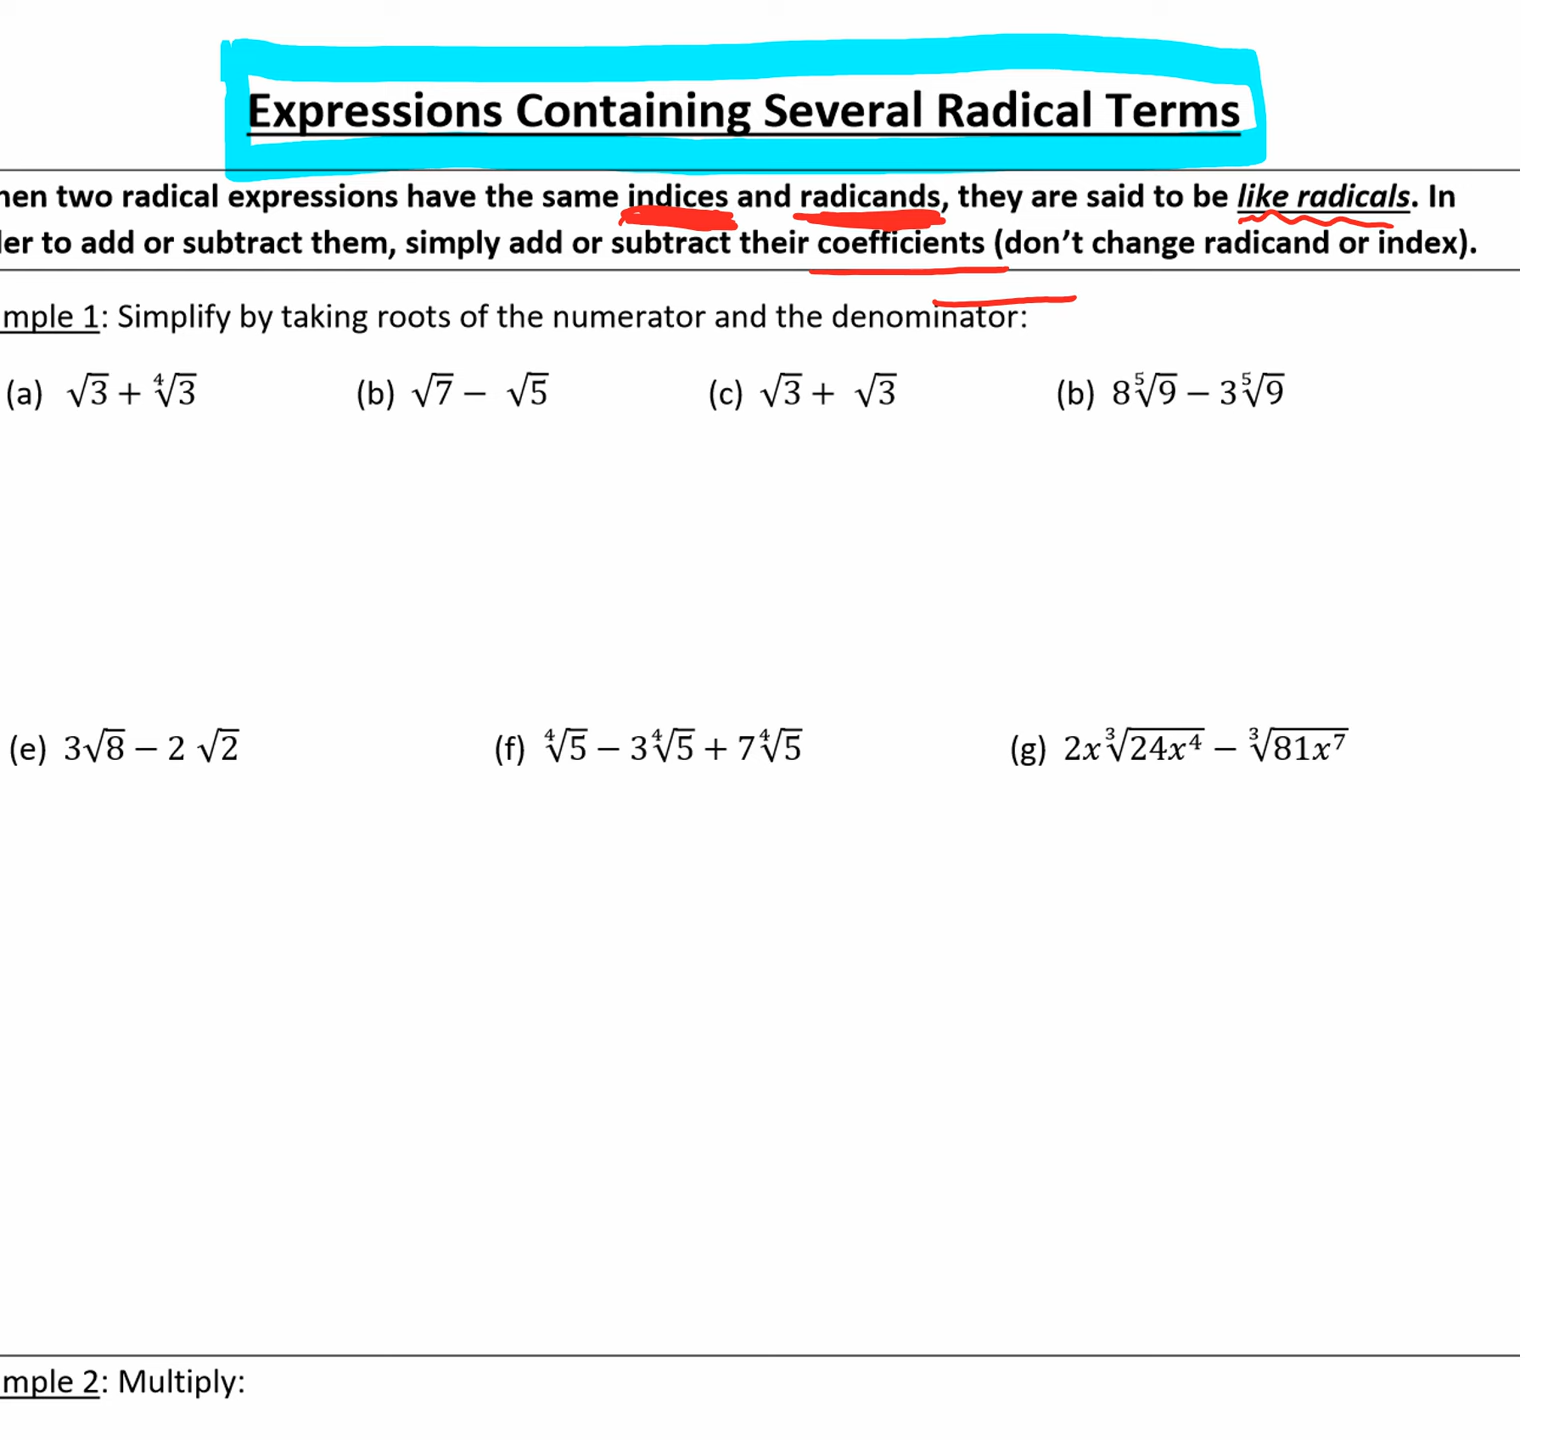 Expressions Containing Several Radical Terms
hen two radical expressions have the same indices and radicands, they are said to be like radicals. In
er to add or subtract them, simply add or subtract their coefficients (don’t change radicand or index).
mple 1: Simplify by taking roots of the numerator and the denominator:
(a) √3 + ∜3 (b) √7 − √5 (c) √3 + √3 (b) 8⁵√9 − 3⁵√9
(e) 3√8 − 2 √2 (f) ∜5 − 3∜5 + 7∜5 (g) 2x∛24x⁴ − ∛81x⁷
mple 2: Multiply: